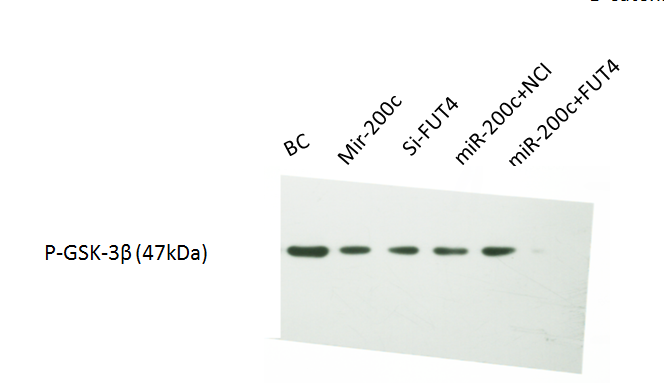 BC
Mir-200c
Si-FUT4
miR-200c+NCI
miR-200c+FUT4
P-GSK-3β (47kDa)